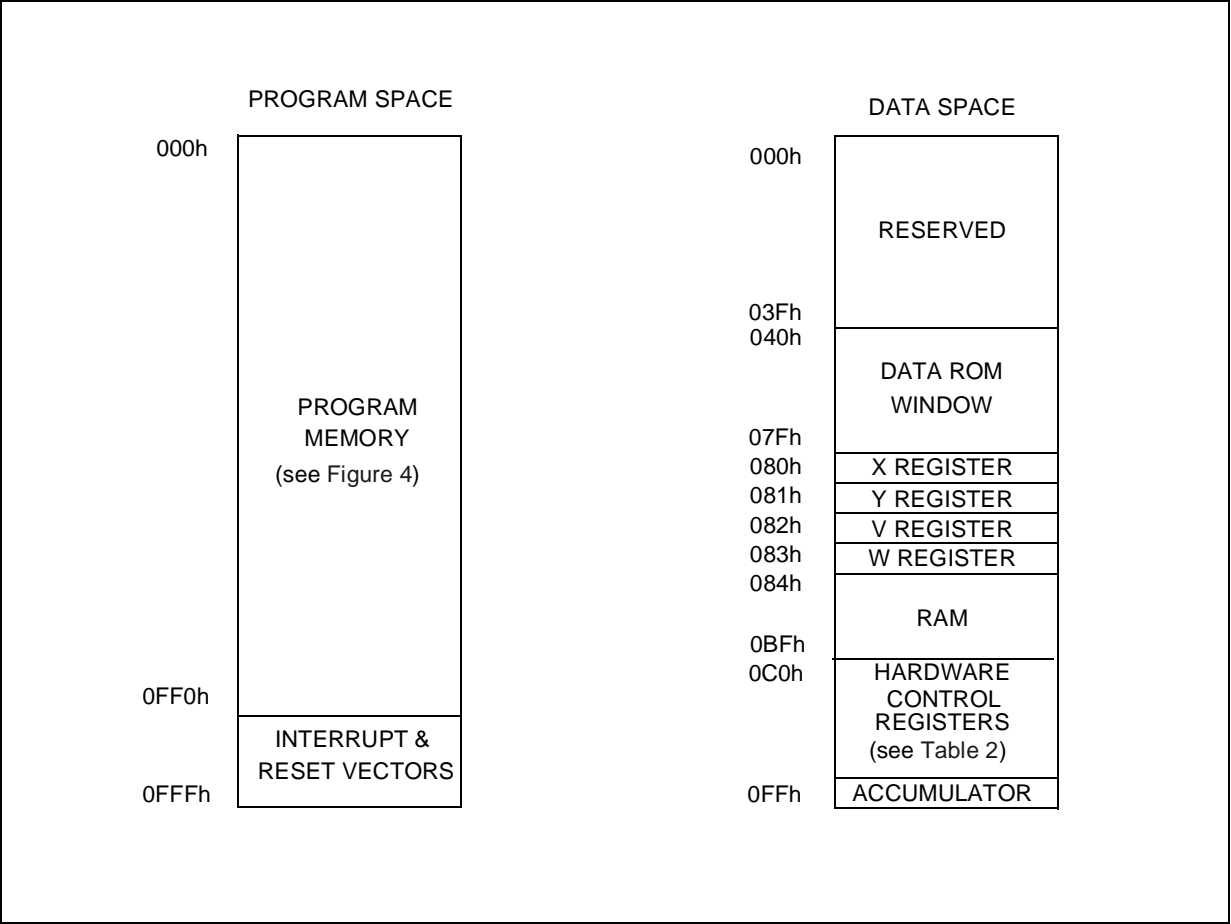 PROGRAM SPACE
000h
PROGRAM
MEMORY
(see Figure 4)
0FF0h
INTERRUPT &
RESET VECTORS
0FFFh
DATA SPACE
000h
RESERVED
03Fh
040h
DATA ROM
WINDOW
07Fh
080h X REGISTER
081h Y REGISTER
082h V REGISTER
083h W REGISTER
084h
RAM
0BFh
0C0h HARDWARE
CONTROL
REGISTERS
(see Table 2)
0FFh ACCUMULATOR